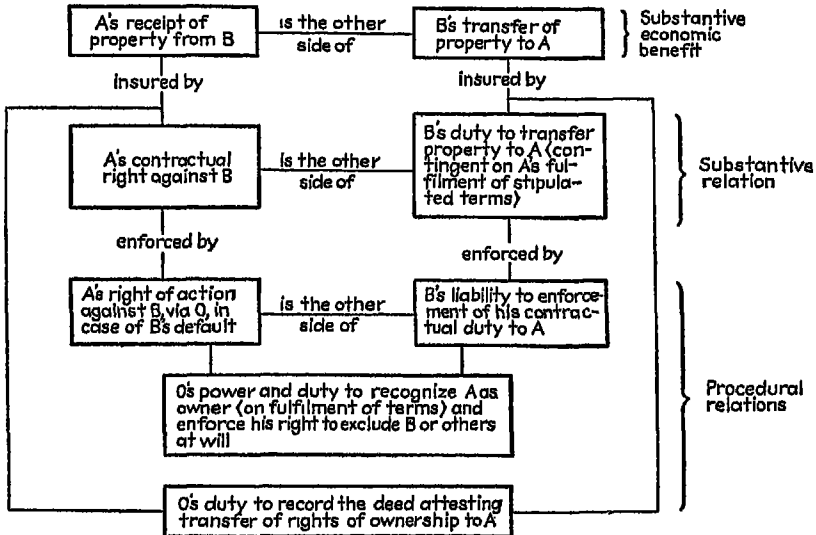 A's receipt of
property from B
is the other
side of
B's transfer of
property to A
Substantive
economic
benefit
insured by
insured by
A's contractual
right against B
is the other
side of
B's duty to transfer
property to A (con-
tingent on A's ful-
filment of stipula-
ted terms)
Substantive
relation
enforced by
enforced by
A's right of action
against B, via O, in
case of B's default
is the other
side of
B's liability to enforce-
ment of his contrac-
tual duty to A
O's power and duty to recognize A as
owner (on fulfilment of terms) and
enforce his right to exclude B or others
at will
Procedural
relations
O's duty to record the deed attesting
transfer of rights of ownership to A